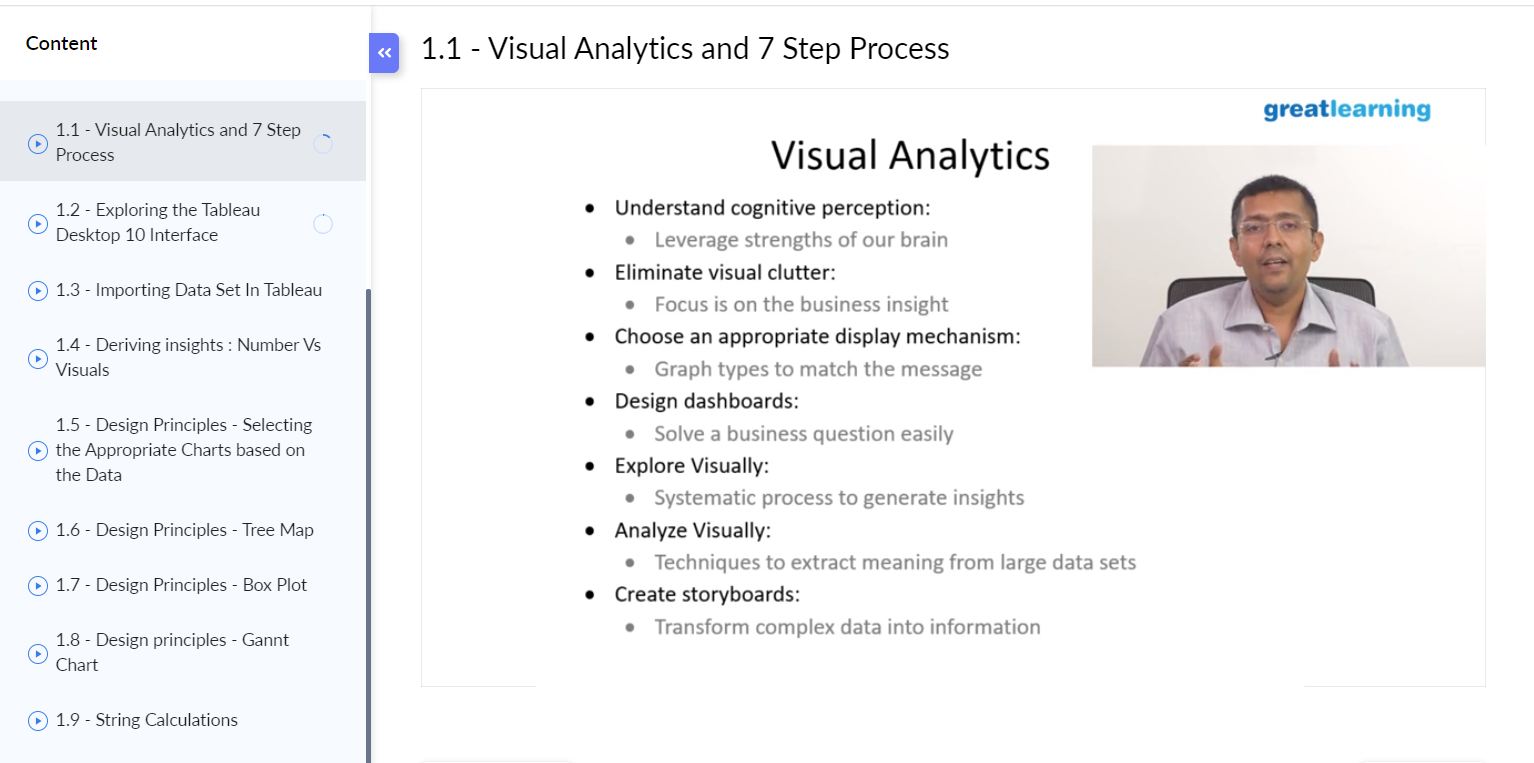 Content
1.1 - Visual Analytics and 7 Step
Process
1.2 - Exploring the Tableau
Desktop 10 Interface
1.3 - Importing Data Set In Tableau
1.4 - Deriving insights : Number Vs
Visuals
1.5 - Design Principles - Selecting
the Appropriate Charts based on
the Data
1.6 - Design Principles - Tree Map
1.7 - Design Principles - Box Plot
1.8 - Design principles - Gannt
Chart
1.9 - String Calculations
1.1 - Visual Analytics and 7 Step Process
greatlearning
Visual Analytics
• Understand cognitive perception:
• Leverage strengths of our brain
• Eliminate visual clutter:
• Focus is on the business insight
• Choose an appropriate display mechanism:
• Graph types to match the message
• Design dashboards:
• Solve a business question easily
• Explore Visually:
• Systematic process to generate insights
• Analyze Visually:
• Techniques to extract meaning from large data sets
• Create storyboards:
• Transform complex data into information